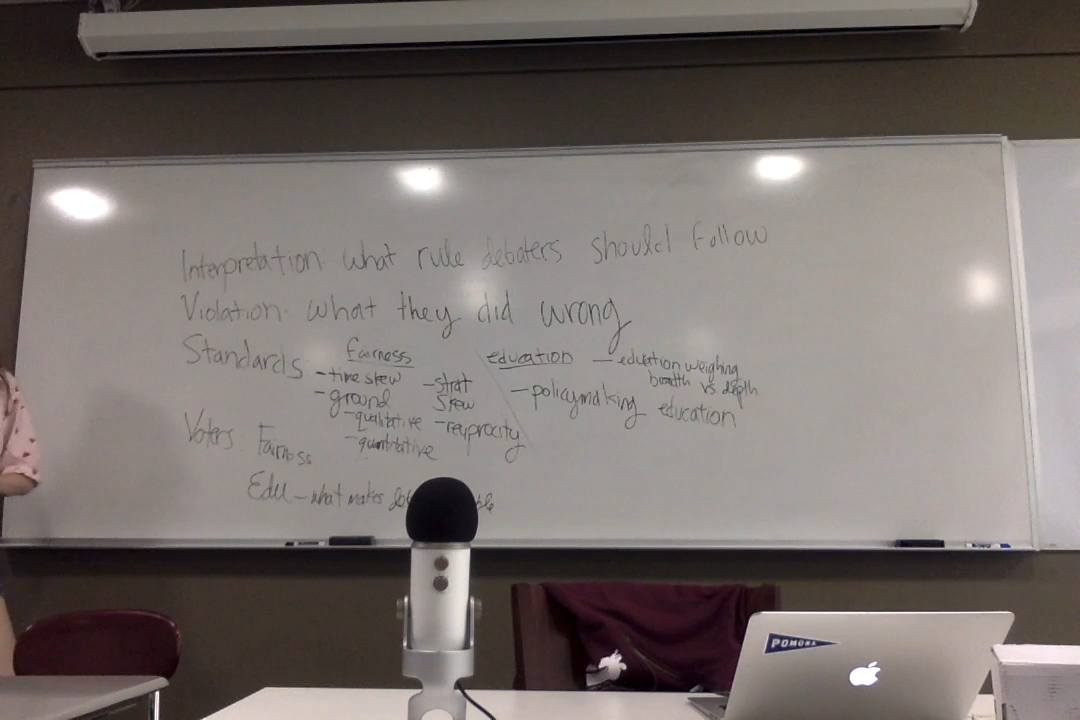 Interpretation: what rule debaters should follow
Violation: what they did wrong
Standards:
fairness
- time skew
- ground
- qualitative
- quantitative
- strat skew
- reciprocity
education
- education weighing
breadth vs. depth
- policymaking education
Voters: Fairness
Edu - what makes
POMONA